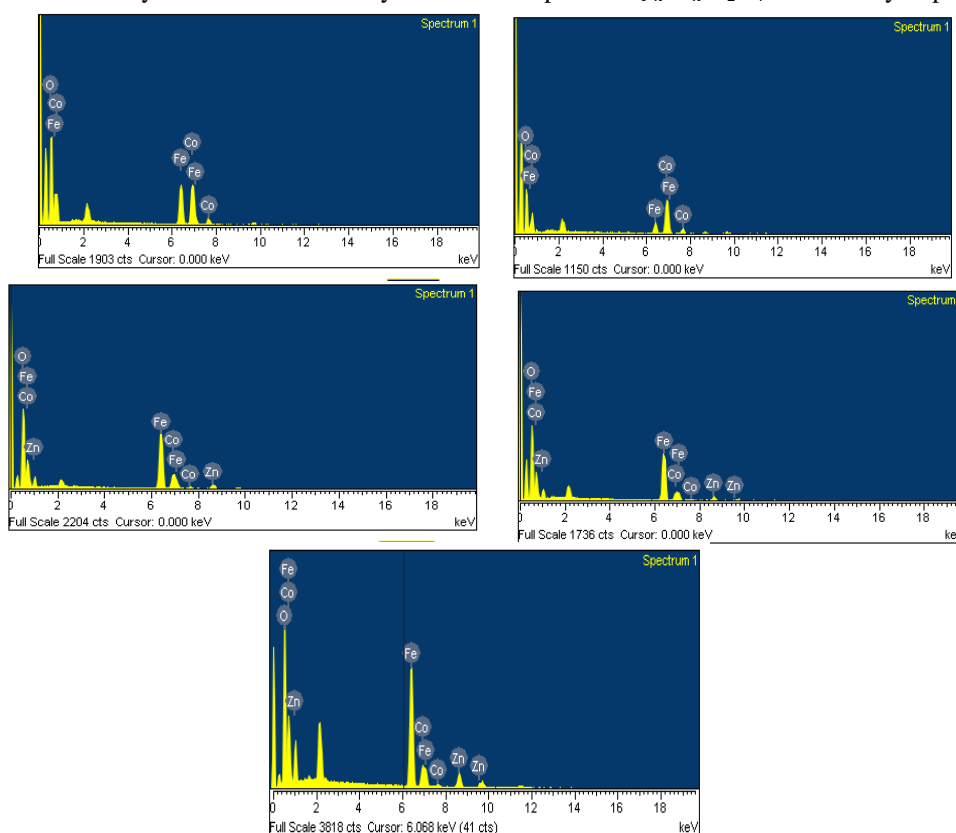 Spectrum 1
O
Co
Fe
Co
Fe
Fe
Co
0 2 4 6 8 10 12 14 16 18
Full Scale 1903 cts Cursor: 0.000 keV keV
Spectrum 1
O
Co
Fe
Co
Fe
Fe
Co
0 2 4 6 8 10 12 14 16 18
Full Scale 1150 cts Cursor: 0.000 keV keV
Spectrum 1
O
Fe
Co
Zn
Fe
Co
Fe
Co
Zn
0 2 4 6 8 10 12 14 16 18
Full Scale 2204 cts Cursor: 0.000 keV keV
Spectrum
O
Fe
Co
Zn
Fe
Fe
Co
Co
Zn
Zn
0 2 4 6 8 10 12 14 16 18
Full Scale 1736 cts Cursor: 0.000 keV ke
Spectrum 1
Fe
Co
O
Zn
Fe
Co
Fe
Co
Zn
Zn
0 2 4 6 8 10 12 14 16 18
Full Scale 3818 cts Cursor: 6.068 keV (41 cts) keV